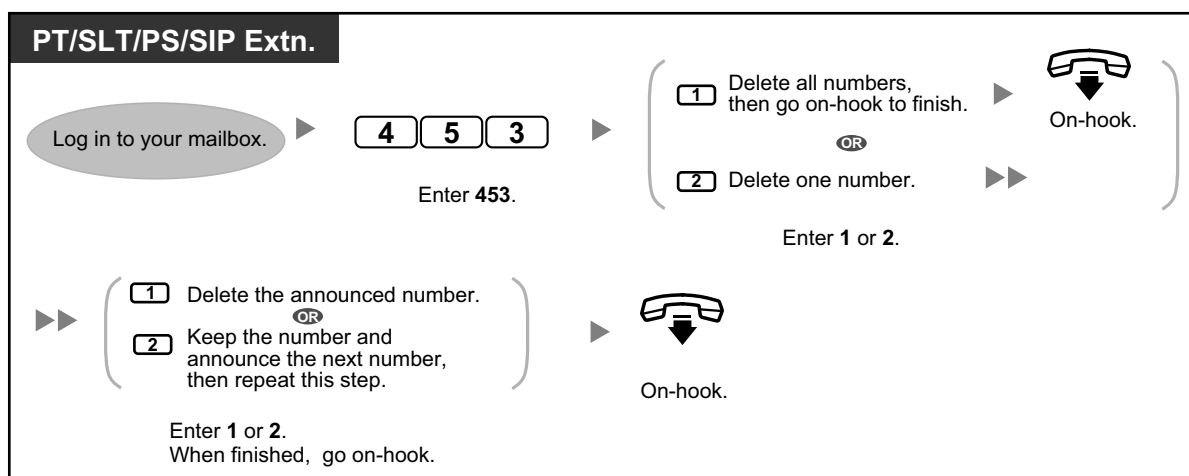 PT/SLT/PS/SIP Extn.
Log in to your mailbox.
4 5 3
Enter 453.
1 Delete all numbers,
then go on-hook to finish.
OR
2 Delete one number.
Enter 1 or 2.
On-hook.
1 Delete the announced number.
OR
2 Keep the number and
announce the next number,
then repeat this step.
Enter 1 or 2.
When finished, go on-hook.
On-hook.